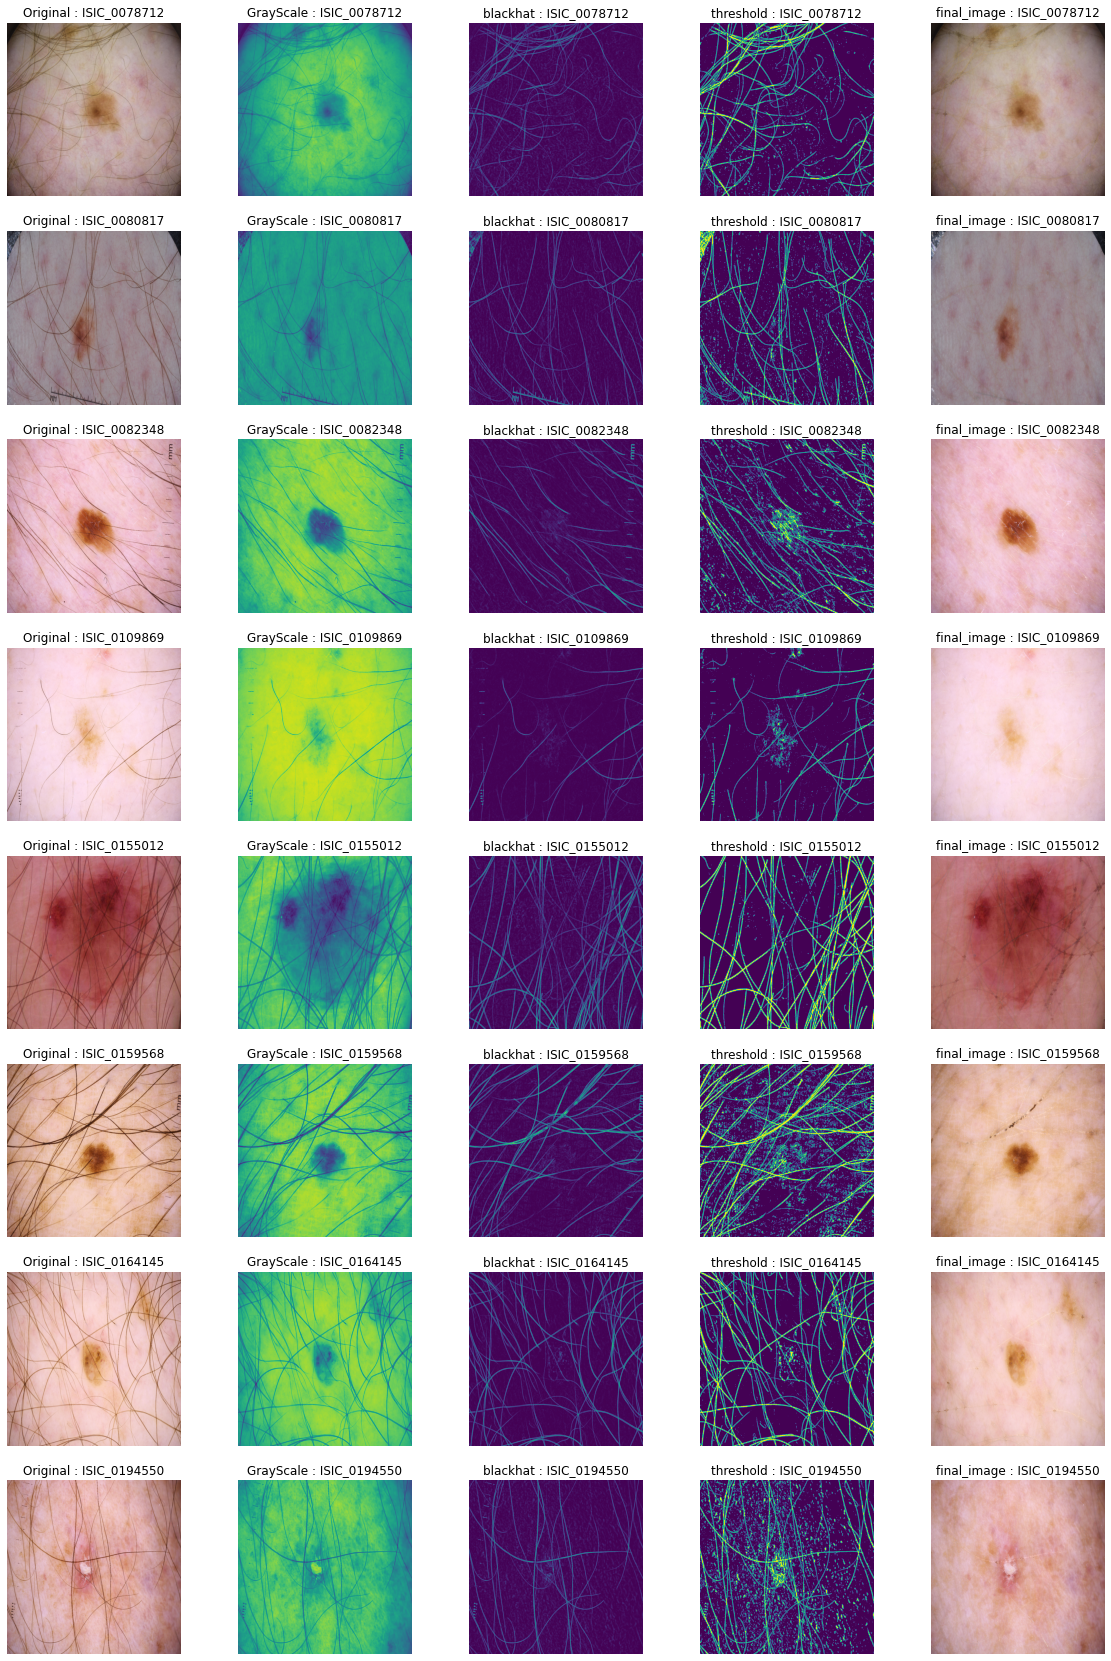 Original : ISIC_0078712
GrayScale : ISIC_0078712
blackhat : ISIC_0078712
threshold : ISIC_0078712
final_image : ISIC_0078712
Original : ISIC_0080817
GrayScale : ISIC_0080817
blackhat : ISIC_0080817
threshold : ISIC_0080817
final_image : ISIC_0080817
Original : ISIC_0082348
GrayScale : ISIC_0082348
blackhat : ISIC_0082348
threshold : ISIC_0082348
final_image : ISIC_0082348
mm
mm
mm
mm
Original : ISIC_0109869
GrayScale : ISIC_0109869
blackhat : ISIC_0109869
threshold : ISIC_0109869
final_image : ISIC_0109869
Original : ISIC_0155012
GrayScale : ISIC_0155012
blackhat : ISIC_0155012
threshold : ISIC_0155012
final_image : ISIC_0155012
Original : ISIC_0159568
GrayScale : ISIC_0159568
blackhat : ISIC_0159568
threshold : ISIC_0159568
final_image : ISIC_0159568
Original : ISIC_0164145
GrayScale : ISIC_0164145
blackhat : ISIC_0164145
threshold : ISIC_0164145
final_image : ISIC_0164145
Original : ISIC_0194550
GrayScale : ISIC_0194550
blackhat : ISIC_0194550
threshold : ISIC_0194550
final_image : ISIC_0194550